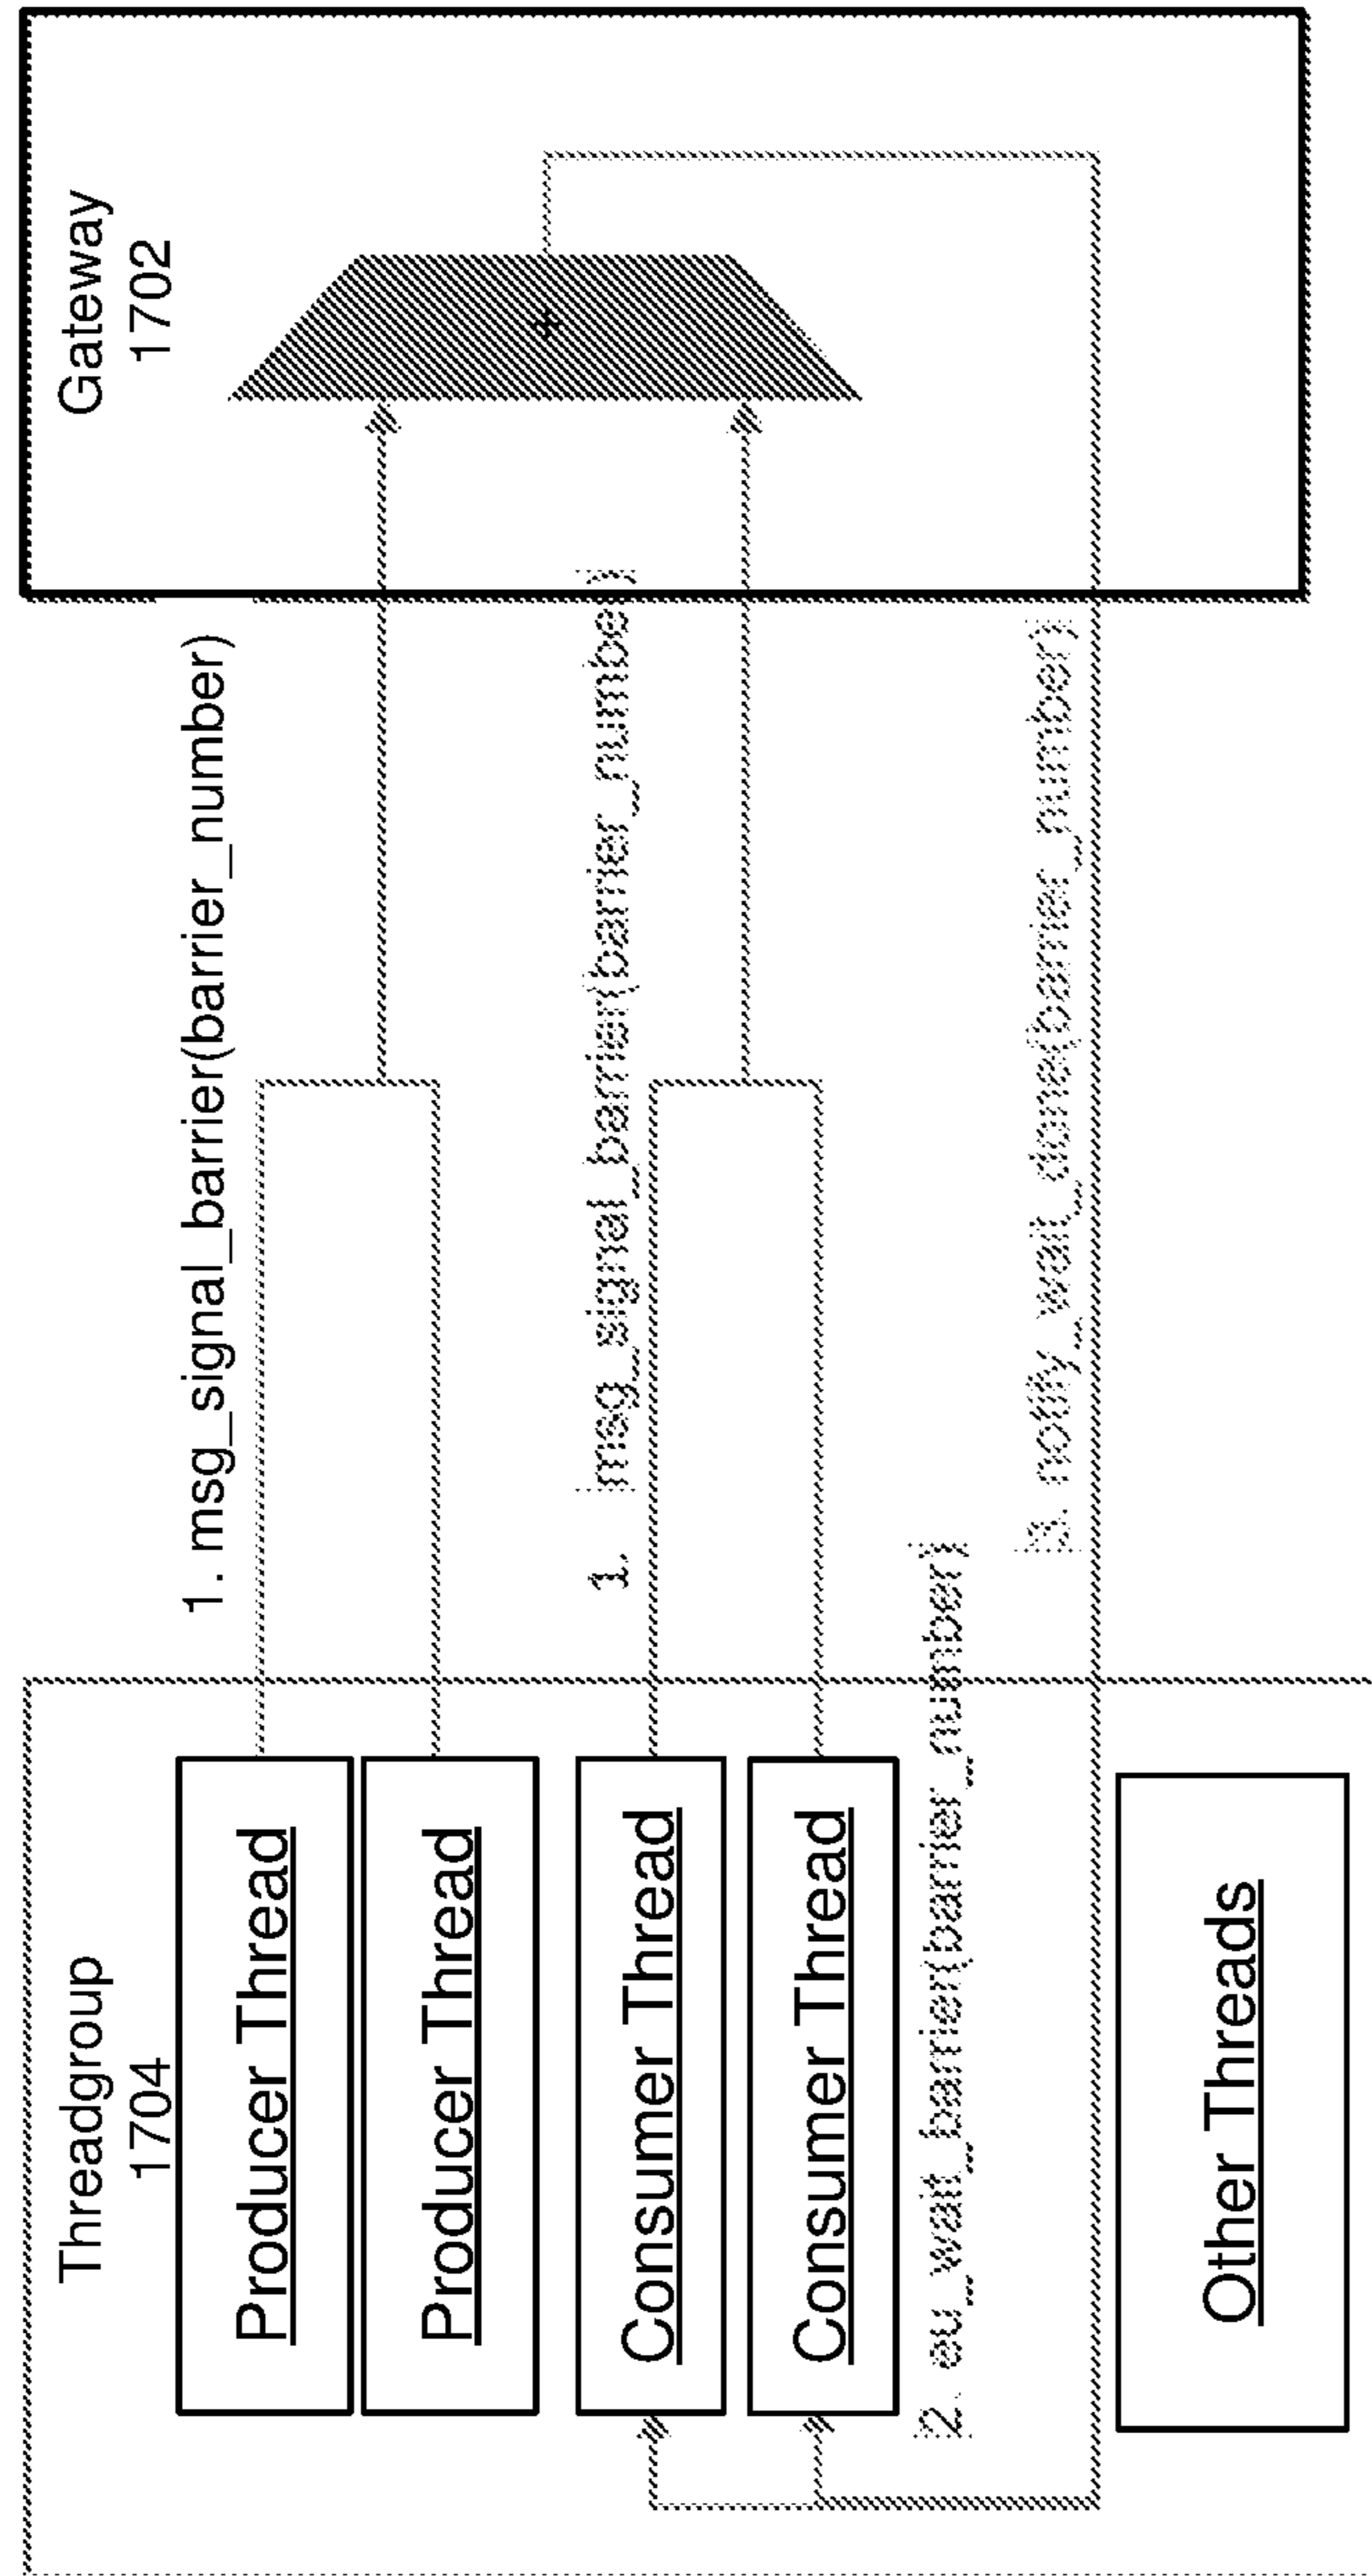 Threadgroup
1704
Producer Thread
Producer Thread
Consumer Thread
Consumer Thread
2. eu_wait_barrier(barrier_number)
Other Threads
1. msg_signal_barrier(barrier_number)
1. msg_signal_barrier(barrier_number)
3. notify_wait_done(barrier_number)
Gateway
1702
+